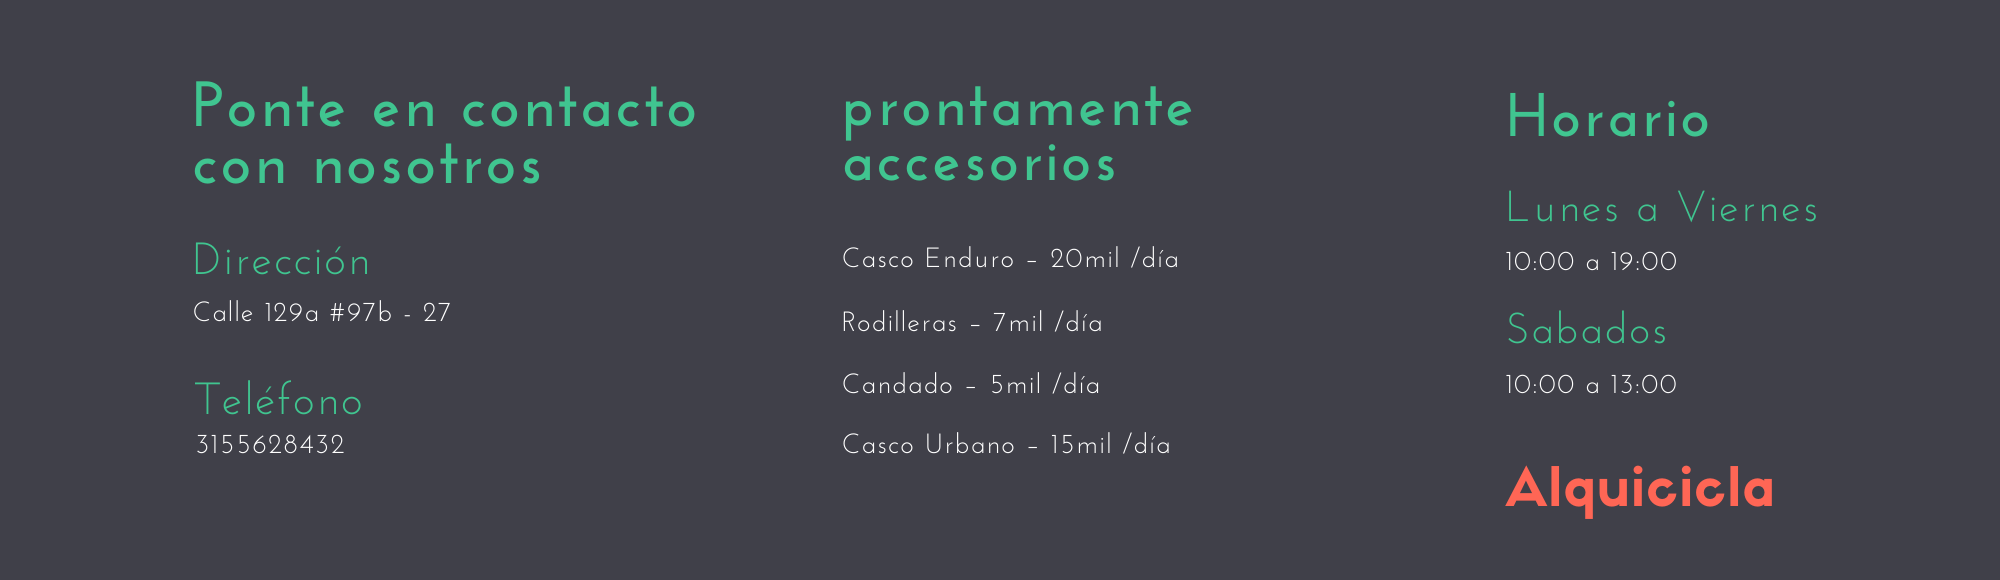 Ponte en contacto
con nosotros
Dirección
Calle 129a #97b - 27
Teléfono
3155628432
prontamente
accesorios
Casco Enduro – 20mil /día
Rodilleras – 7mil /día
Candado – 5mil /día
Casco Urbano – 15mil /día
Horario
Lunes a Viernes
10:00 a 19:00
Sabados
10:00 a 13:00
Alquicicla